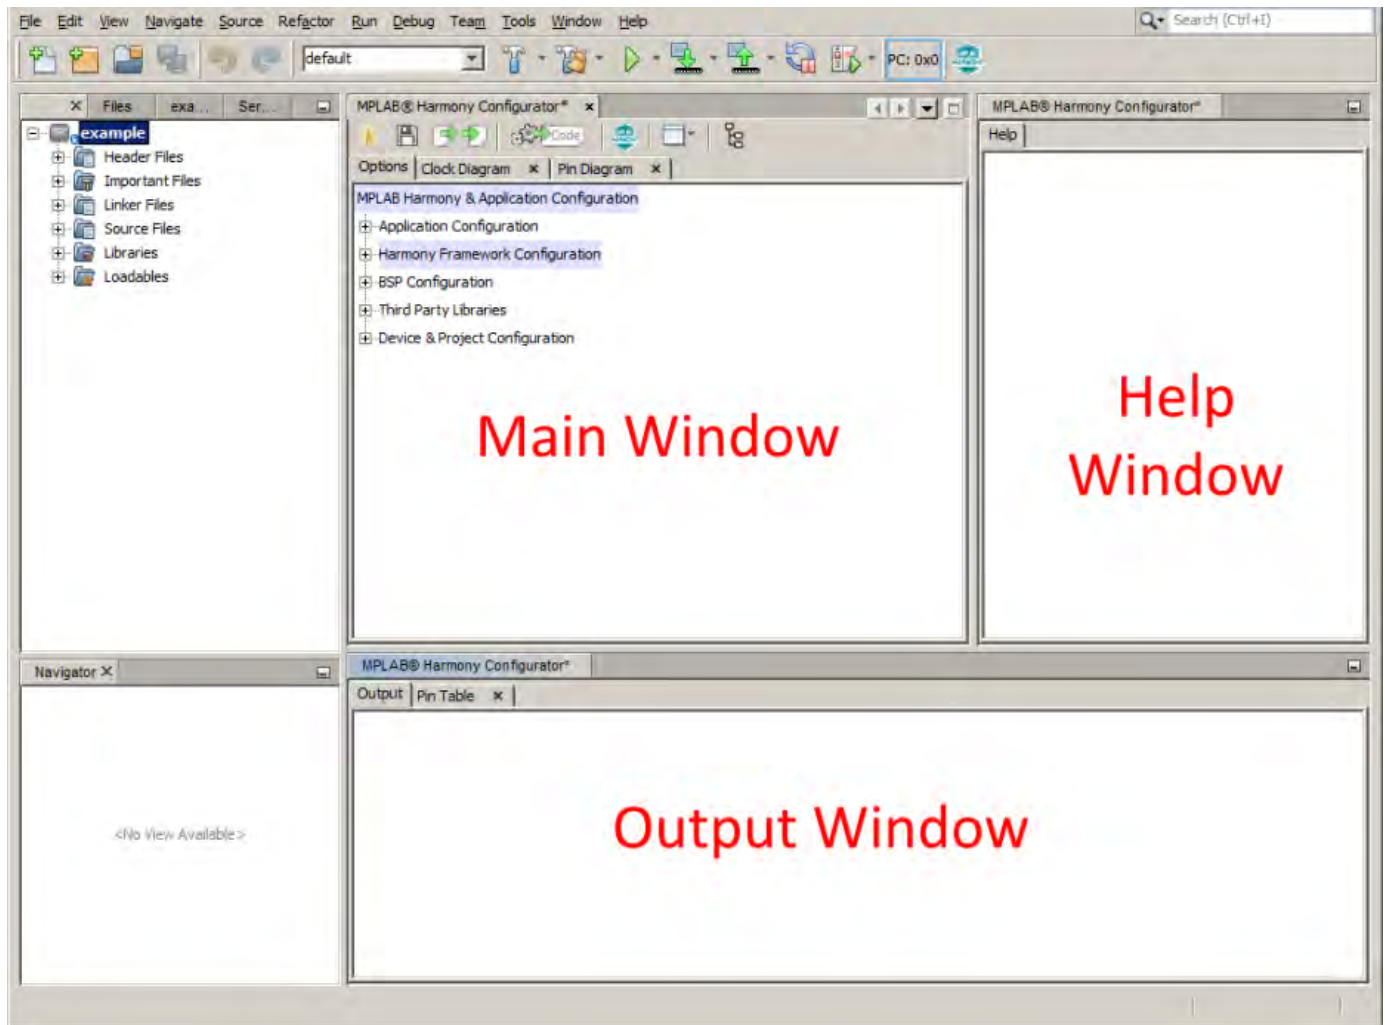 File Edit View Navigate Source Refactor Run Debug Team Tools Window Help
Search (Ctrl+I)
default
PC: 0x0
Files exa... Ser...
example
Header Files
Important Files
Linker Files
Source Files
Libraries
Loadables
MPLAB® Harmony Configurator*
Code
Options Clock Diagram Pin Diagram
MPLAB Harmony & Application Configuration
Application Configuration
Harmony Framework Configuration
BSP Configuration
Third Party Libraries
Device & Project Configuration
Main Window
MPLAB® Harmony Configurator*
Help
Help
Window
Navigator
<No View Available>
MPLAB® Harmony Configurator*
Output Pin Table
Output Window